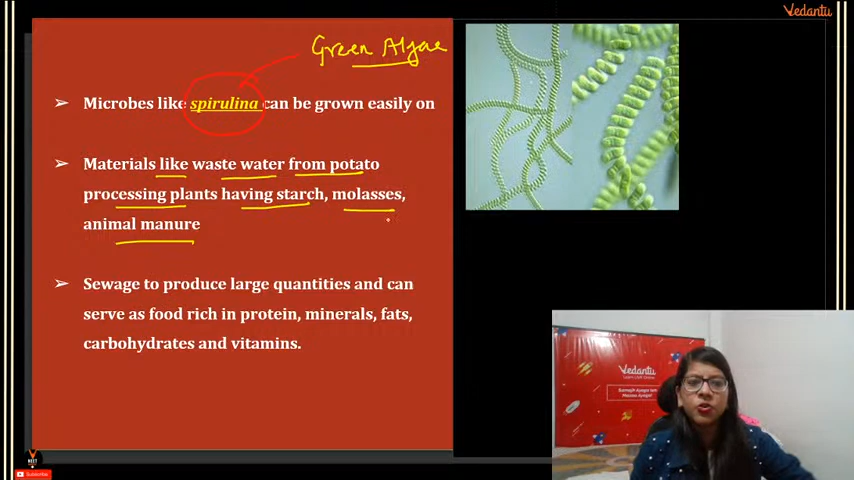 Vedantu
Green Algae
➢ Microbes like spirulina can be grown easily on
➢ Materials like waste water from potato
processing plants having starch, molasses,
animal manure
➢ Sewage to produce large quantities and can
serve as food rich in protein, minerals, fats,
carbohydrates and vitamins.
Vedantu
NEET
Subscribe